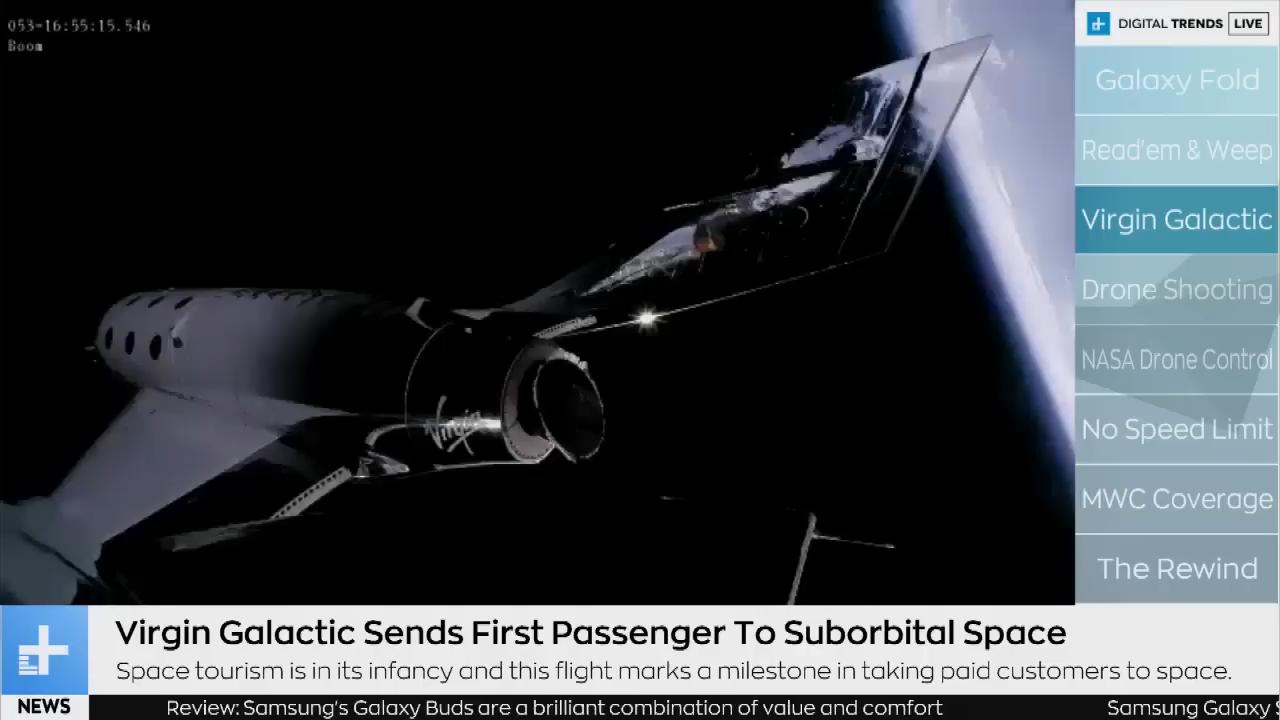 053-16:55:15.546
Boom
Virgin
DIGITAL TRENDS LIVE
Galaxy Fold
Read'em & Weep
Virgin Galactic
Drone Shooting
NASA Drone Control
No Speed Limit
MWC Coverage
The Rewind
Virgin Galactic Sends First Passenger To Suborbital Space
Space tourism is in its infancy and this flight marks a milestone in taking paid customers to space.
NEWS
Review: Samsung's Galaxy Buds are a brilliant combination of value and comfort
Samsung Galaxy